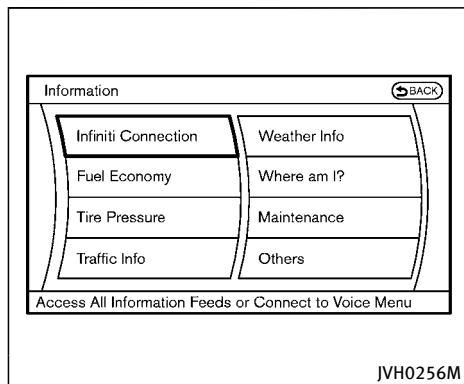 Information
BACK
Infiniti Connection
Weather Info
Fuel Economy
Where am I?
Tire Pressure
Maintenance
Traffic Info
Others
Access All Information Feeds or Connect to Voice Menu
JVH0256M